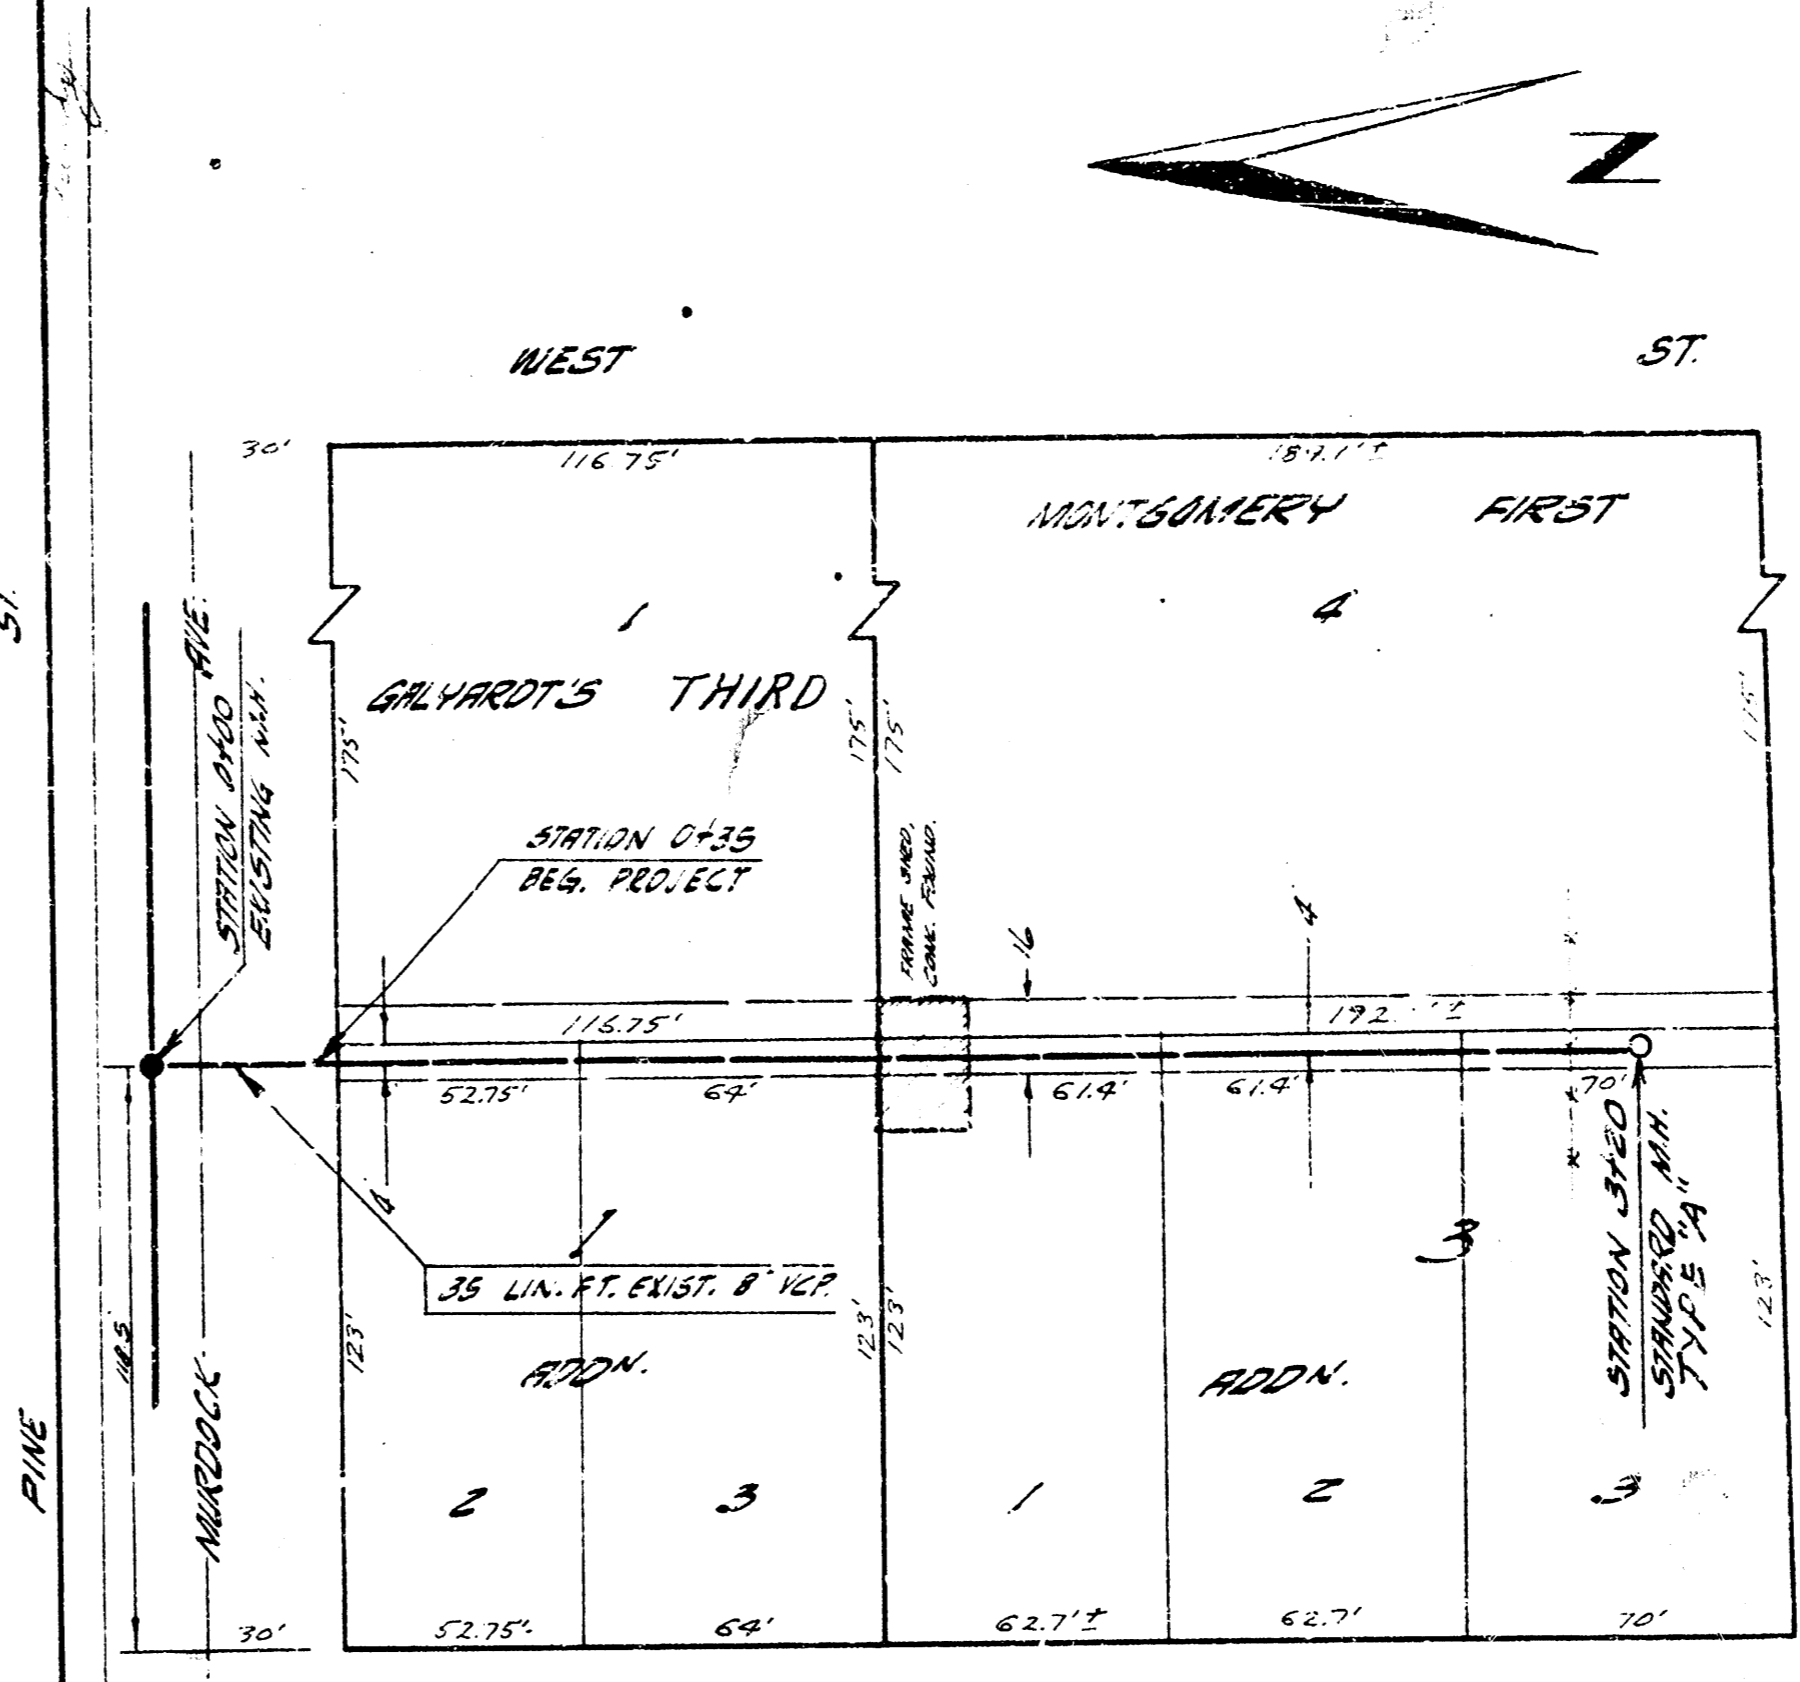 N
WEST ST.
30'
116.75'
MONTGOMERY FIRST
1
4
ST.
AVE.
GALYARDT'S THIRD
175'
175'
175'
STATION 0+00
EXISTING M.H.
STATION 0+35
BEG. PROJECT
FRAME SHED,
CONC. FOUND.
16
4
52.75'
64'
61.4'
61.4'
70'
4
1
3
35 LIN. FT. EXIST. 8" VCP.
STATION 3+20
STANDARD M.H.
TYPE "A"
123'
123'
123'
123'
ADDN.
ADDN.
PINE
MURDOCK
2
3
1
2
3
30'
52.75'
64'
62.7'±
62.7'
70'